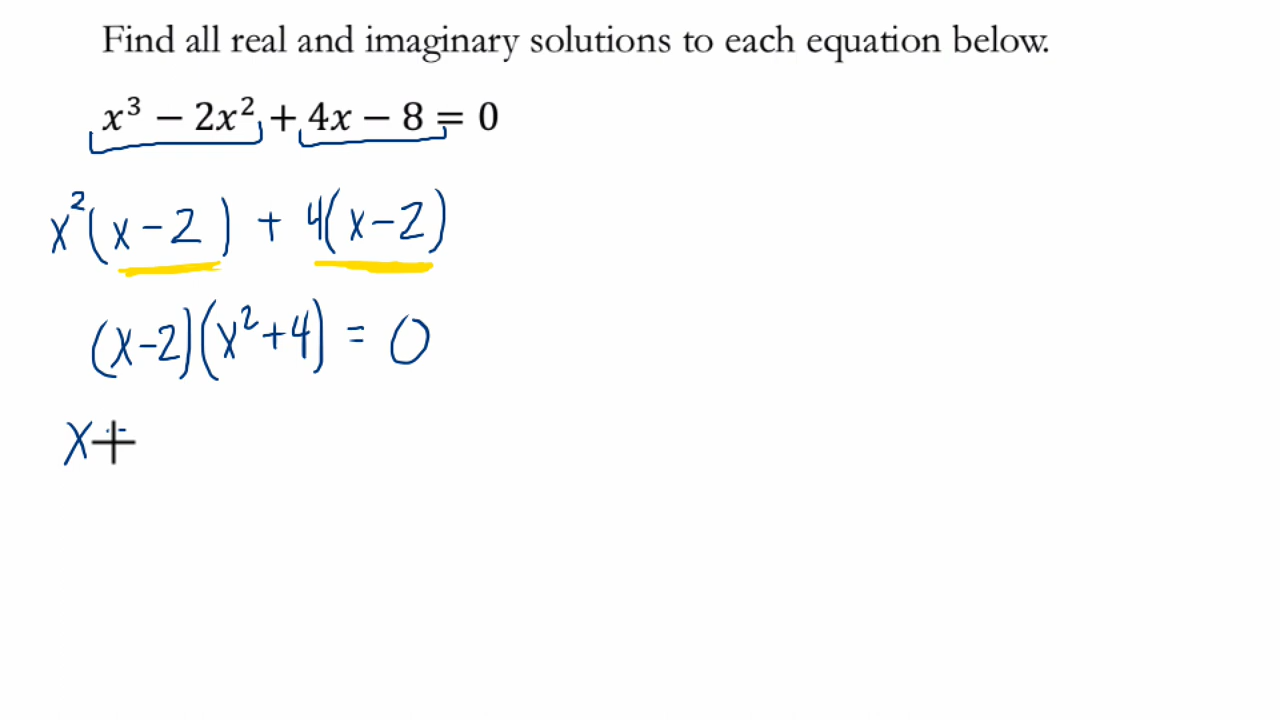 Find all real and imaginary solutions to each equation below.
x³ − 2x² + 4x − 8 = 0
x²(x−2) + 4(x−2)
(x−2)(x²+4) = 0
x